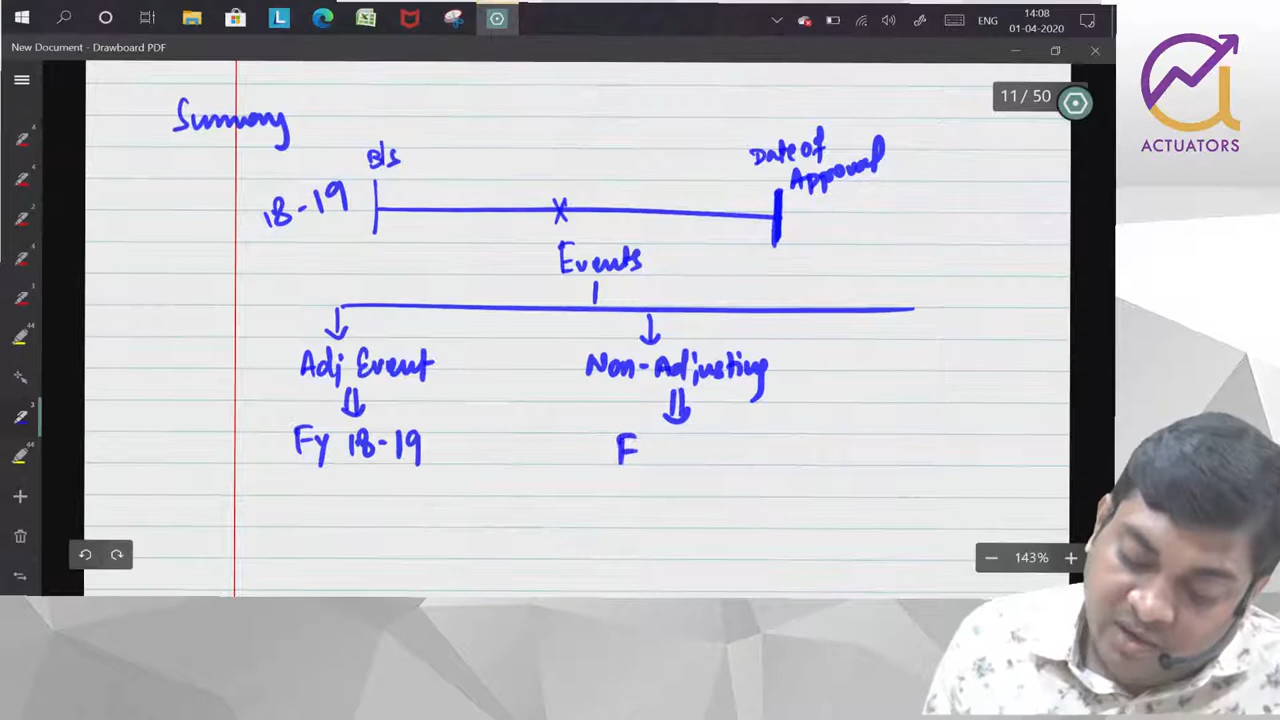 14:08
ENG
01-04-2020
New Document - Drawboard PDF
11 / 50
ACTUATORS
Summary
B/s
Date of
Approval
18-19
Events
Adj Event
Non-Adjusting
Fy 18-19
F
143%